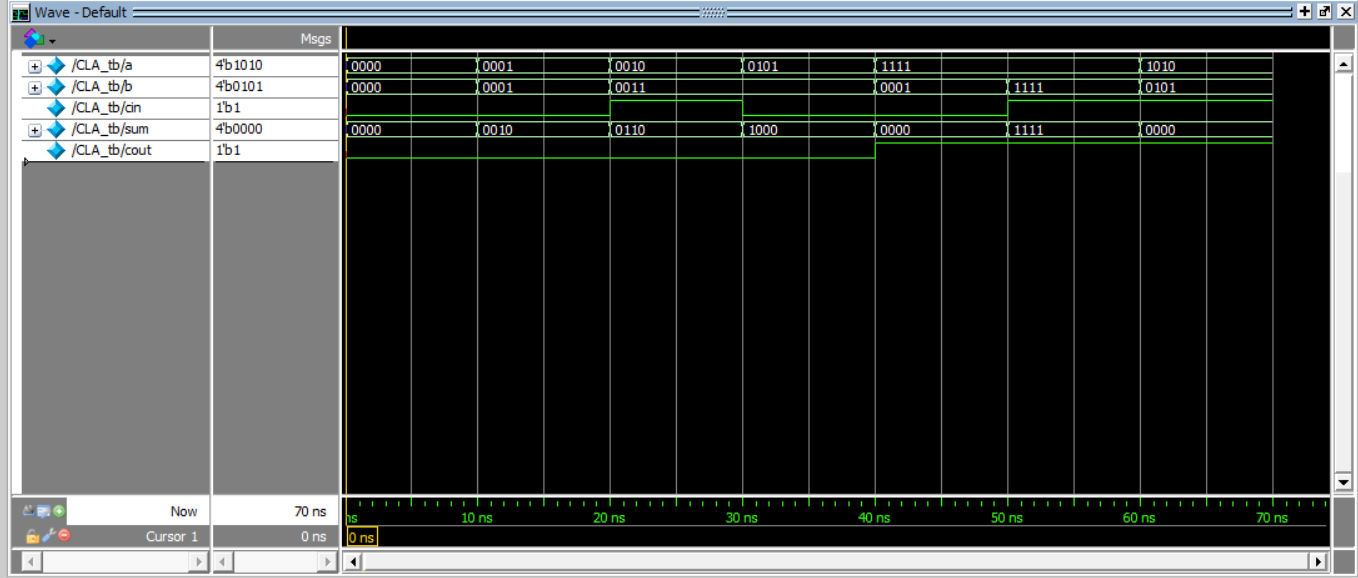 Wave - Default
Msgs
/CLA_tb/a 4'b1010 0000 0001 0010 0101 1111 1010
/CLA_tb/b 4'b0101 0000 0001 0011 0001 1111 0101
/CLA_tb/cin 1'b1
/CLA_tb/sum 4'b0000 0000 0010 0110 1000 0000 1111 0000
/CLA_tb/cout 1'b1
Now 70 ns ns 10 ns 20 ns 30 ns 40 ns 50 ns 60 ns 70 ns
Cursor 1 0 ns 0 ns